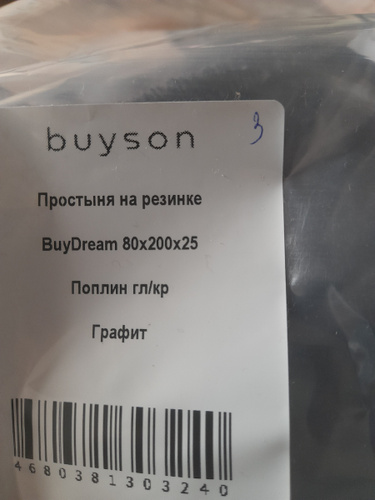 buyson
3
Простыня на резинке
BuyDream 80x200x25
Поплин гл/кр
Графит
4680381303240